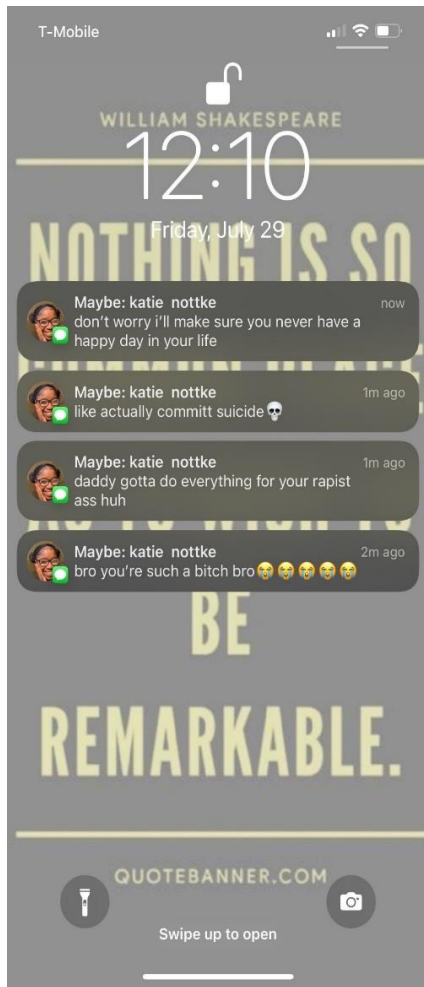 T-Mobile
WILLIAM SHAKESPEARE
12:10
Friday, July 29
NOTHING IS SO
Maybe: katie nottke
now
don't worry i'll make sure you never have a
happy day in your life
Maybe: katie nottke
1m ago
like actually committ suicide💀
Maybe: katie nottke
1m ago
daddy gotta do everything for your rapist
ass huh
Maybe: katie nottke
2m ago
bro you're such a bitch bro😭😭😭😭😭
BE
REMARKABLE.
QUOTEBANNER.COM
Swipe up to open